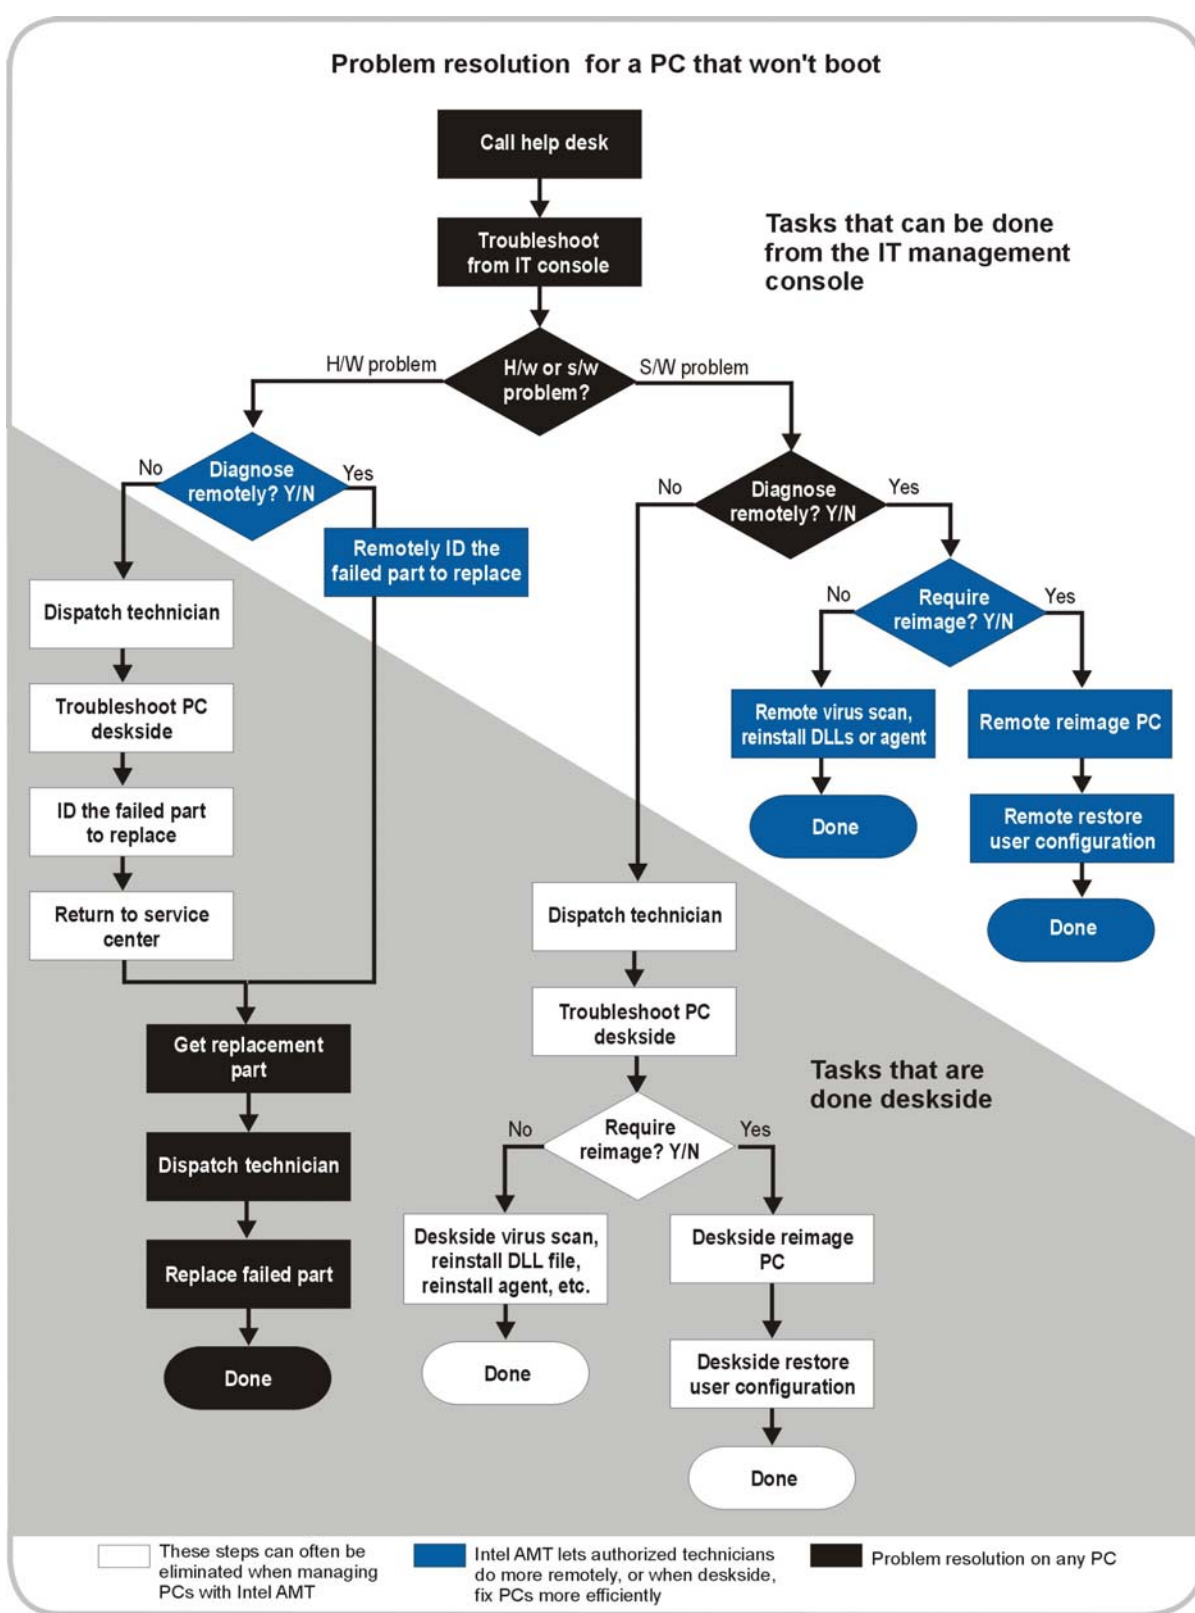 Problem resolution for a PC that won't boot
Call help desk
Troubleshoot
from IT console
Tasks that can be done
from the IT management
console
H/W problem
H/w or s/w
problem?
S/W problem
No
Diagnose
remotely? Y/N
Yes
No
Diagnose
remotely? Y/N
Yes
Remotely ID the
failed part to replace
No
Require
reimage? Y/N
Yes
Dispatch technician
Troubleshoot PC
deskside
Remote virus scan,
reinstall DLLs or agent
Remote reimage PC
ID the failed part
to replace
Done
Remote restore
user configuration
Return to service
center
Dispatch technician
Done
Get replacement
part
Troubleshoot PC
deskside
Tasks that are
done deskside
Dispatch technician
No
Require
reimage? Y/N
Yes
Replace failed part
Deskside virus scan,
reinstall DLL file,
reinstall agent, etc.
Deskside reimage
PC
Done
Done
Deskside restore
user configuration
Done
These steps can often be
eliminated when managing
PCs with Intel AMT
Intel AMT lets authorized technicians
do more remotely, or when deskside,
fix PCs more efficiently
Problem resolution on any PC